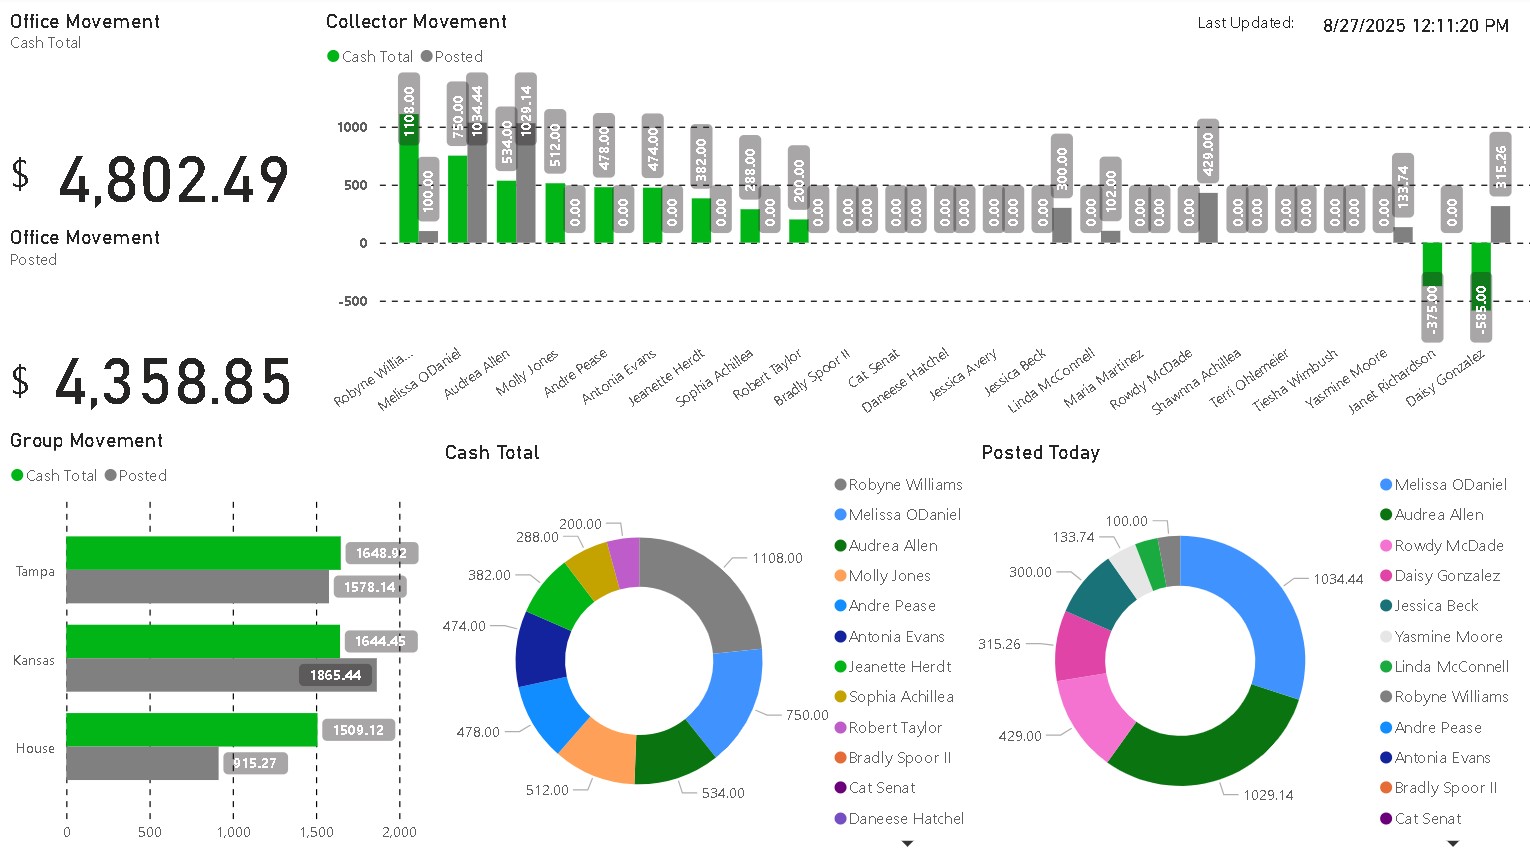 Office Movement
Cash Total
$ 4,802.49
Office Movement
Posted
$ 4,358.85
Collector Movement
Last Updated: 8/27/2025 12:11:20 PM
Cash Total Posted
1000
500
0
-500
1108.00
100.00
750.00
1034.44
534.00
1029.14
512.00
0.00
478.00
0.00
474.00
0.00
382.00
0.00
288.00
0.00
200.00
0.00
0.00
0.00
0.00
0.00
0.00
0.00
0.00
0.00
0.00
300.00
0.00
102.00
0.00
0.00
0.00
429.00
0.00
0.00
0.00
0.00
0.00
133.74
-375.00
0.00
-585.00
315.26
Robyne Willia...
Melissa ODaniel
Audrea Allen
Molly Jones
Andre Pease
Antonia Evans
Jeanette Herdt
Sophia Achillea
Robert Taylor
Bradly Spoor II
Cat Senat
Daneese Hatchel
Jessica Avery
Jessica Beck
Linda McConnell
Maria Martinez
Rowdy McDade
Shawnna Achillea
Terri Ohlemeier
Tiesha Wimbush
Yasmine Moore
Janet Richardson
Daisy Gonzalez
Group Movement
Cash Total Posted
Tampa
1648.92
1578.14
Kansas
1644.45
1865.44
House
1509.12
915.27
0 500 1,000 1,500 2,000
Cash Total
1108.00
750.00
534.00
512.00
478.00
474.00
382.00
288.00
200.00
Robyne Williams
Melissa ODaniel
Audrea Allen
Molly Jones
Andre Pease
Antonia Evans
Jeanette Herdt
Sophia Achillea
Robert Taylor
Bradly Spoor II
Cat Senat
Daneese Hatchel
Posted Today
1034.44
1029.14
429.00
315.26
300.00
133.74
100.00
Melissa ODaniel
Audrea Allen
Rowdy McDade
Daisy Gonzalez
Jessica Beck
Yasmine Moore
Linda McConnell
Robyne Williams
Andre Pease
Antonia Evans
Bradly Spoor II
Cat Senat